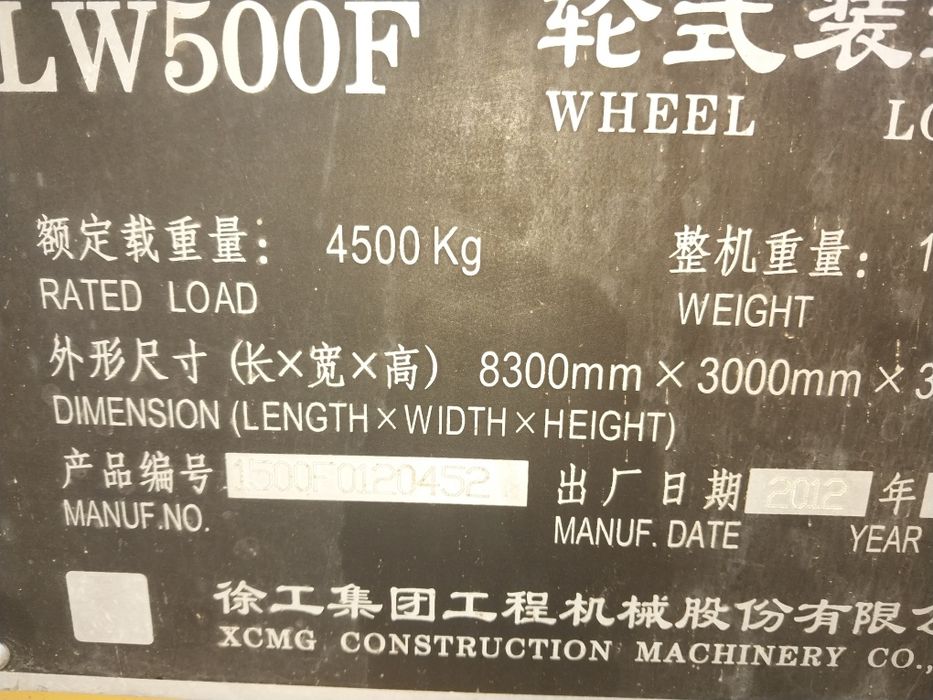 LW500F 轮式装
WHEEL LO
额定载重量: 4500Kg 整机重量: 1
RATED LOAD WEIGHT
外形尺寸 (长×宽×高) 8300mm×3000mm×3
DIMENSION (LENGTH×WIDTH×HEIGHT)
产品编号 1500F0120452 出厂日期 2012 年
MANUF.NO. MANUF. DATE YEAR
徐工集团工程机械股份有限
XCMG CONSTRUCTION MACHINERY CO.,